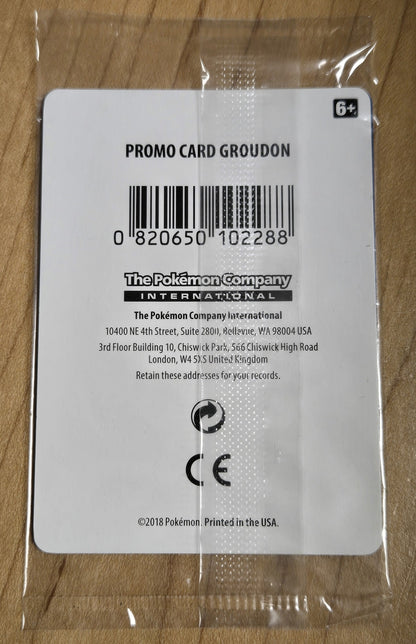 6+
PROMO CARD GROUDON
0 820650 102288
The Pokémon Company
INTERNATIONAL
The Pokémon Company International
10400 NE 4th Street, Suite 2800, Bellevue, WA 98004 USA
3rd Floor Building 10, Chiswick Park, 566 Chiswick High Road
London, W4 5XS United Kingdom
Retain these addresses for your records.
CE
©2018 Pokémon. Printed in the USA.